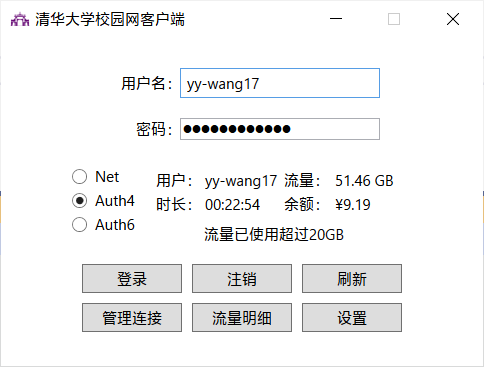 清华大学校园网客户端
用户名： yy-wang17
密码： ●●●●●●●●●●●●
Net
Auth4
Auth6
用户： yy-wang17 流量： 51.46 GB
时长： 00:22:54 余额： ¥9.19
流量已使用超过20GB
登录 注销 刷新
管理连接 流量明细 设置